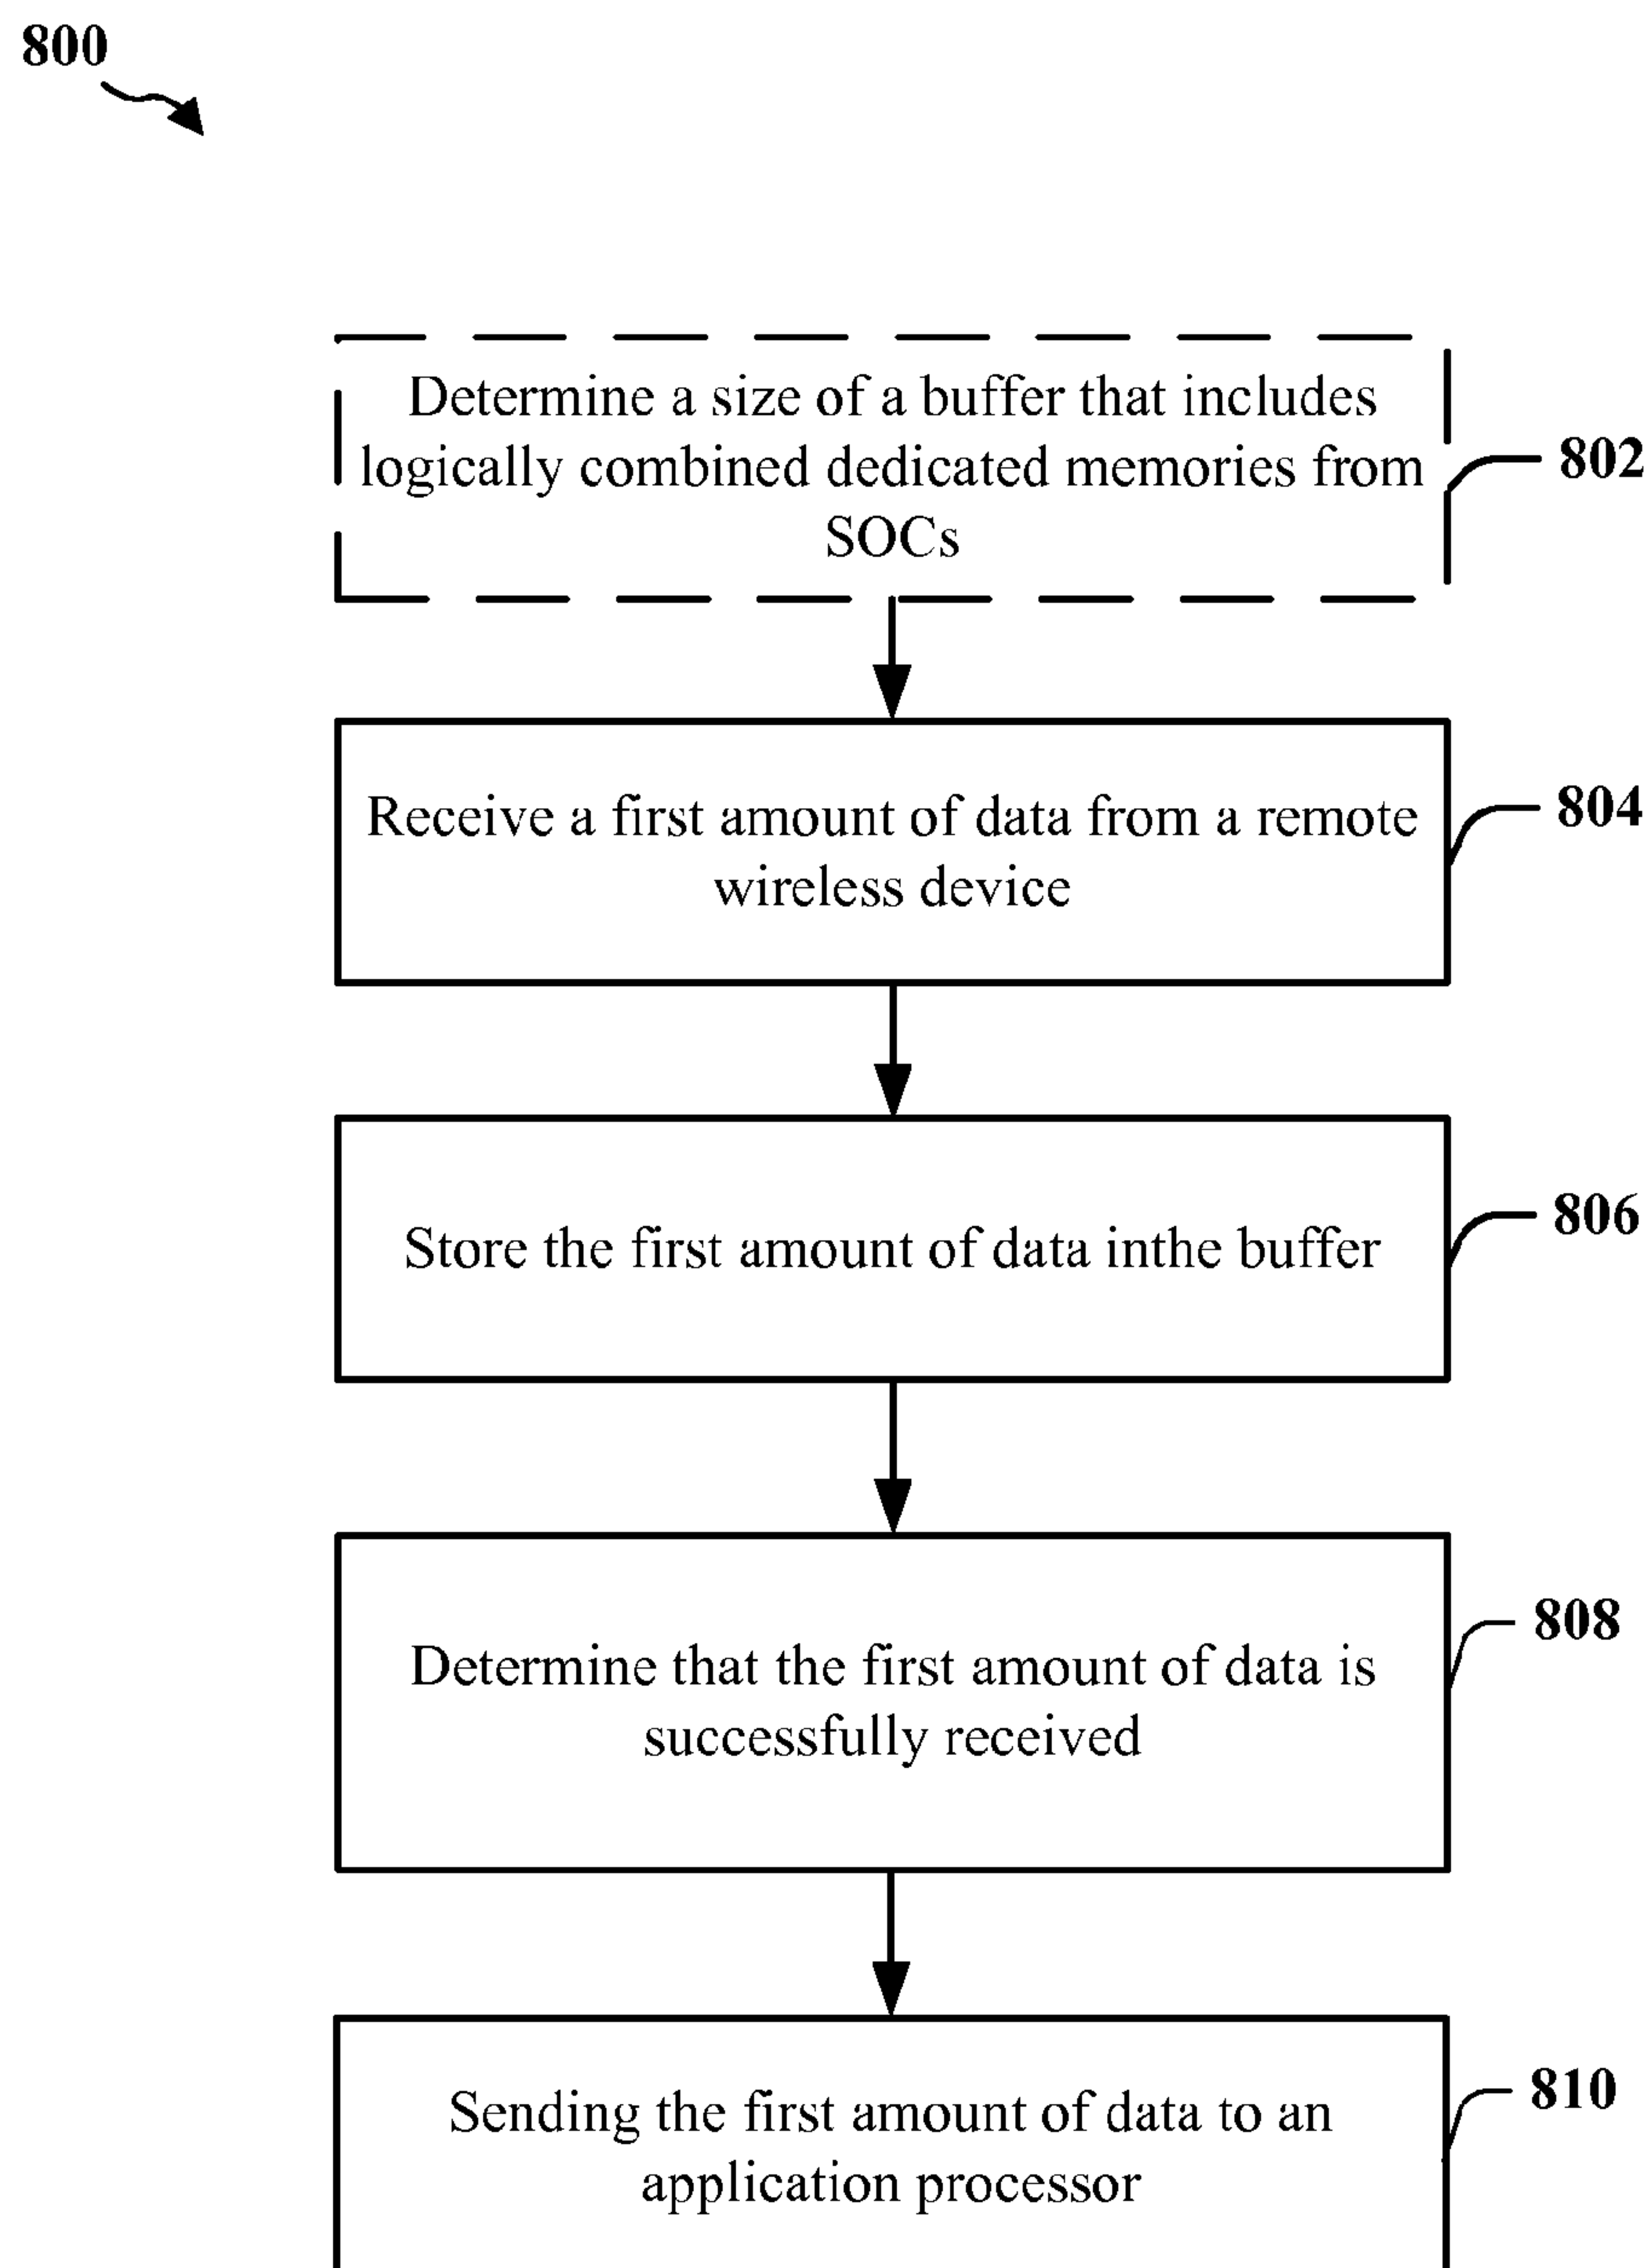 800
Determine a size of a buffer that includes
logically combined dedicated memories from
SOCs
802
Receive a first amount of data from a remote
wireless device
804
Store the first amount of data inthe buffer
806
Determine that the first amount of data is
successfully received
808
Sending the first amount of data to an
application processor
810